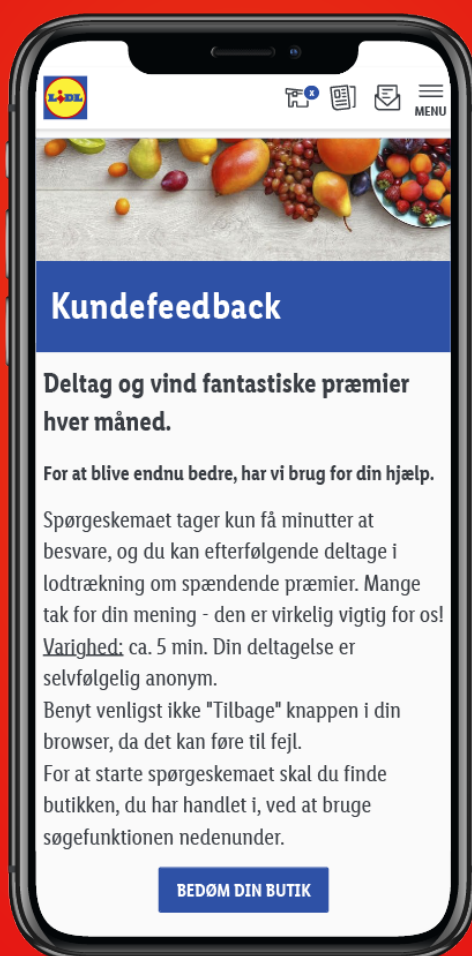 LIDL
x
MENU
Kundefeedback
Deltag og vind fantastiske præmier
hver måned.
For at blive endnu bedre, har vi brug for din hjælp.
Spørgeskemaet tager kun få minutter at
besvare, og du kan efterfølgende deltage i
lodtrækning om spændende præmier. Mange
tak for din mening - den er virkelig vigtig for os!
Varighed: ca. 5 min. Din deltagelse er
selvfølgelig anonym.
Benyt venligst ikke "Tilbage" knappen i din
browser, da det kan føre til fejl.
For at starte spørgeskemaet skal du finde
butikken, du har handlet i, ved at bruge
søgefunktionen nedenunder.
BEDØM DIN BUTIK